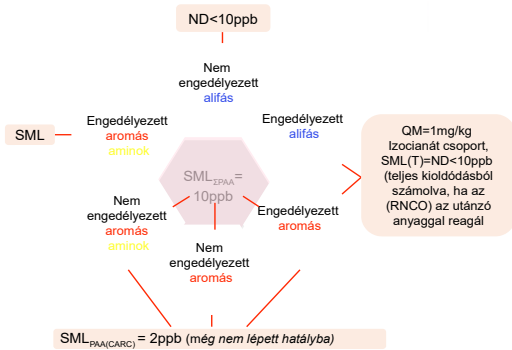 ND<10ppb
Nem
engedélyezett
alifás
Engedélyezett
alifás
SML
Engedélyezett
aromás
aminok
QM=1mg/kg
Izocianát csoport,
SML(T)=ND<10ppb
(teljes kioldódásból
számolva, ha az
(RNCO) az utánzó
anyaggal reagál
SMLΣPAA=
10ppb
Nem
engedélyezett
aromás
aminok
Engedélyezett
aromás
Nem
engedélyezett
aromás
SMLPAA(CARC) = 2ppb (még nem lépett hatályba)